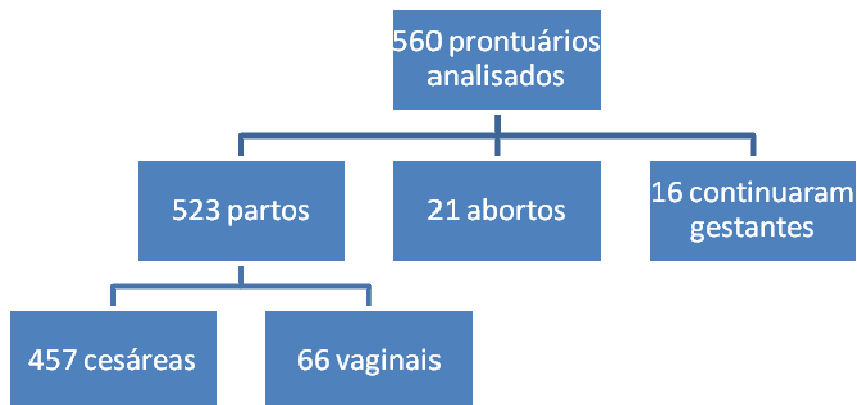 560 prontuários
analisados
523 partos
21 abortos
16 continuaram
gestantes
457 cesáreas
66 vaginais